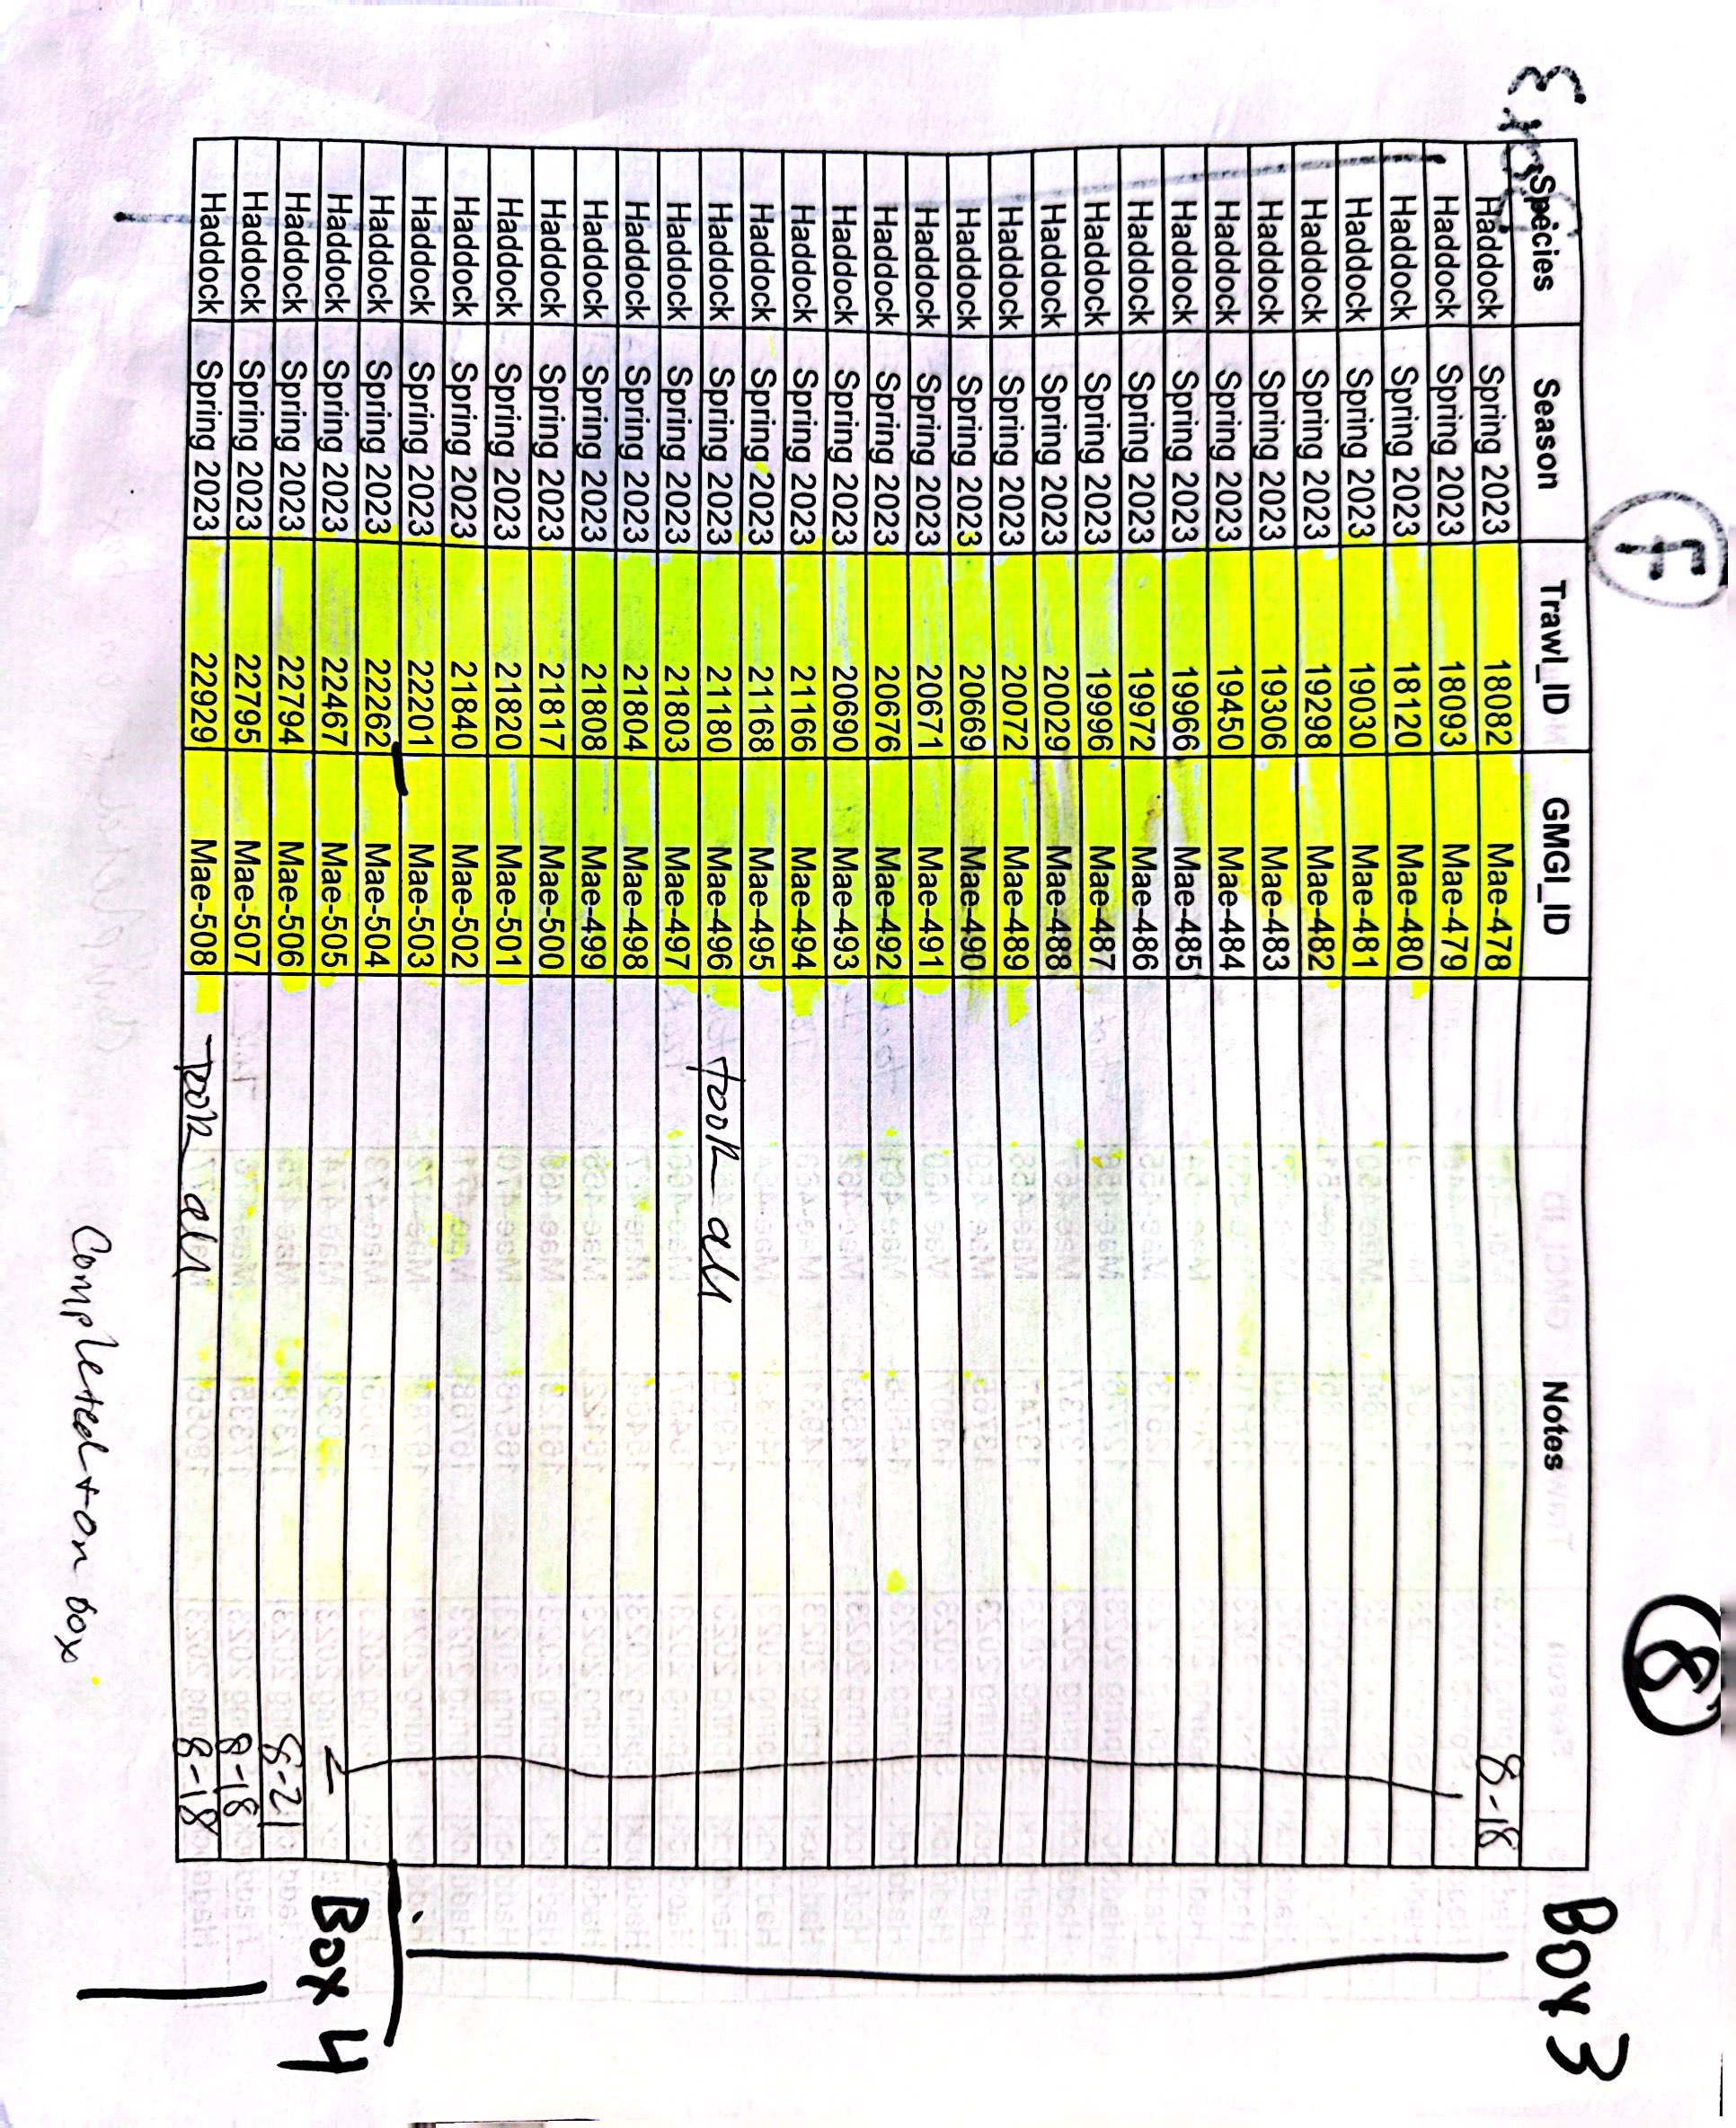 F
8
Species Season Trawl_ID GMGI_ID Notes
Box 3
Haddock Spring 2023 18082 Mae-478 8-18
Haddock Spring 2023 18093 Mae-479
Haddock Spring 2023 18120 Mae-480
Haddock Spring 2023 19030 Mae-481
Haddock Spring 2023 19298 Mae-482
Haddock Spring 2023 19306 Mae-483
Haddock Spring 2023 19450 Mae-484
Haddock Spring 2023 19966 Mae-485
Haddock Spring 2023 19972 Mae-486
Haddock Spring 2023 19996 Mae-487
Haddock Spring 2023 20029 Mae-488
Haddock Spring 2023 20072 Mae-489
Haddock Spring 2023 20669 Mae-490
Haddock Spring 2023 20671 Mae-491
Haddock Spring 2023 20676 Mae-492
Haddock Spring 2023 20690 Mae-493
Haddock Spring 2023 21166 Mae-494
Haddock Spring 2023 21168 Mae-495
Haddock Spring 2023 21180 Mae-496 took all
Haddock Spring 2023 21803 Mae-497
Haddock Spring 2023 21804 Mae-498
Haddock Spring 2023 21808 Mae-499
Haddock Spring 2023 21817 Mae-500
Haddock Spring 2023 21820 Mae-501
Haddock Spring 2023 21840 Mae-502
Haddock Spring 2023 22201 Mae-503
Haddock Spring 2023 22262 Mae-504
Haddock Spring 2023 22467 Mae-505
Box 4
Haddock Spring 2023 22794 Mae-506 8-21
Haddock Spring 2023 22795 Mae-507 8-18
Haddock Spring 2023 22929 Mae-508 Took all 8-18
Completed + on box